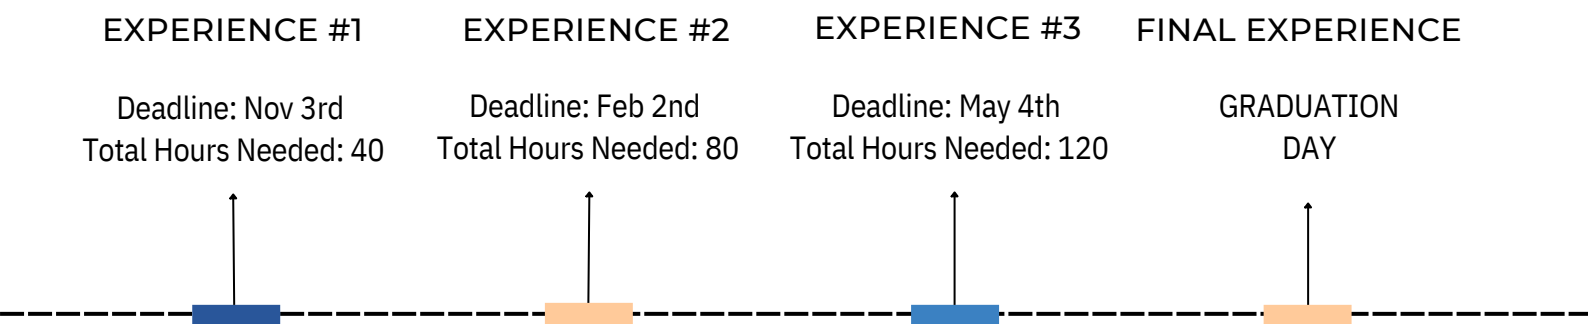 EXPERIENCE #1
Deadline: Nov 3rd
Total Hours Needed: 40
EXPERIENCE #2
Deadline: Feb 2nd
Total Hours Needed: 80
EXPERIENCE #3
Deadline: May 4th
Total Hours Needed: 120
FINAL EXPERIENCE
GRADUATION
DAY